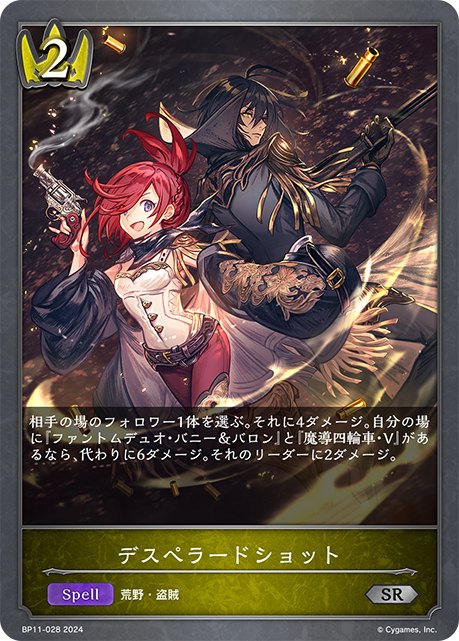 2
相手の場のフォロワー1体を選ぶ。それに4ダメージ。自分の場
に『ファントムデュオ・バニー＆バロン』と『魔導四輪車・V』があ
るなら、代わりに6ダメージ。それのリーダーに2ダメージ。
デスペラードショット
Spell 荒野・盗賊 SR
BP11-028 2024 © Cygames, Inc.